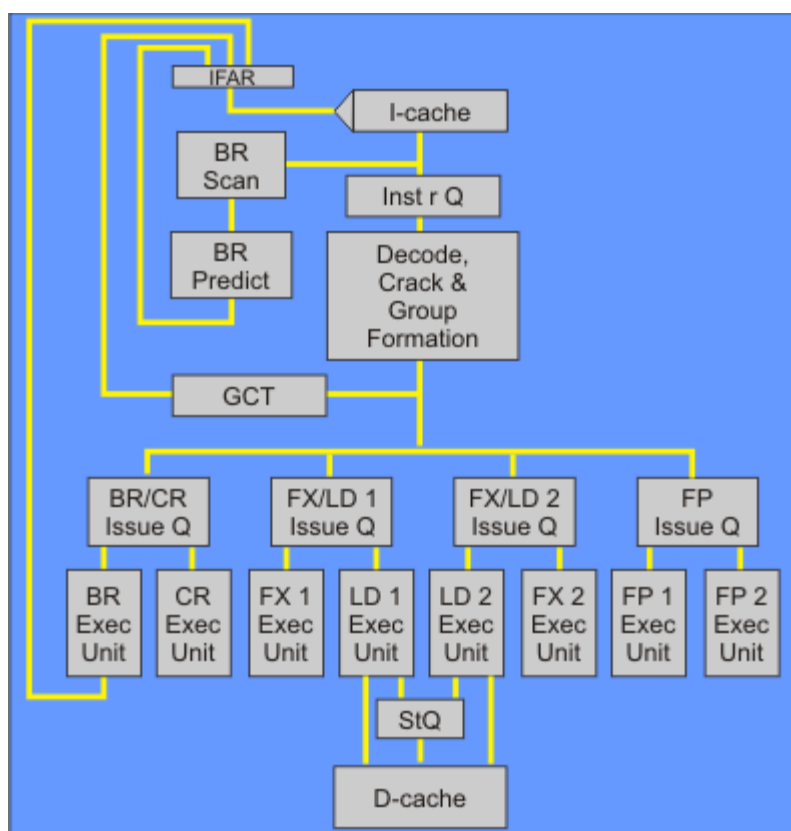 IFAR
I-cache
BR
Scan
Inst r Q
BR
Predict
Decode,
Crack &
Group
Formation
GCT
BR/CR
Issue Q
FX/LD 1
Issue Q
FX/LD 2
Issue Q
FP
Issue Q
BR
Exec
Unit
CR
Exec
Unit
FX 1
Exec
Unit
LD 1
Exec
Unit
LD 2
Exec
Unit
FX 2
Exec
Unit
FP 1
Exec
Unit
FP 2
Exec
Unit
StQ
D-cache